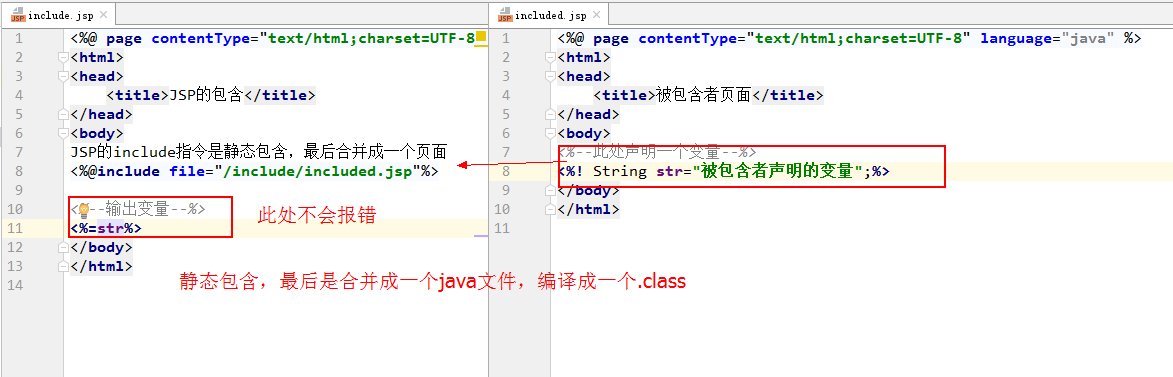 include.jsp
1 <%@ page contentType="text/html;charset=UTF-8
2 <html>
3 <head>
4 <title>JSP的包含</title>
5 </head>
6 <body>
7 JSP的include指令是静态包含，最后合并成一个页面
8 <%@include file="/include/included.jsp"%>
9
10 <%--输出变量--%>
此处不会报错
11 <%=str%>
12 </body>
13 </html>
14
静态包含，最后是合并成一个java文件，编译成一个.class
included.jsp
1 <%@ page contentType="text/html;charset=UTF-8" language="java" %>
2 <html>
3 <head>
4 <title>被包含者页面</title>
5 </head>
6 <body>
7 <%--此处声明一个变量--%>
8 <%! String str="被包含者声明的变量";%>
9 </body>
10 </html>
11